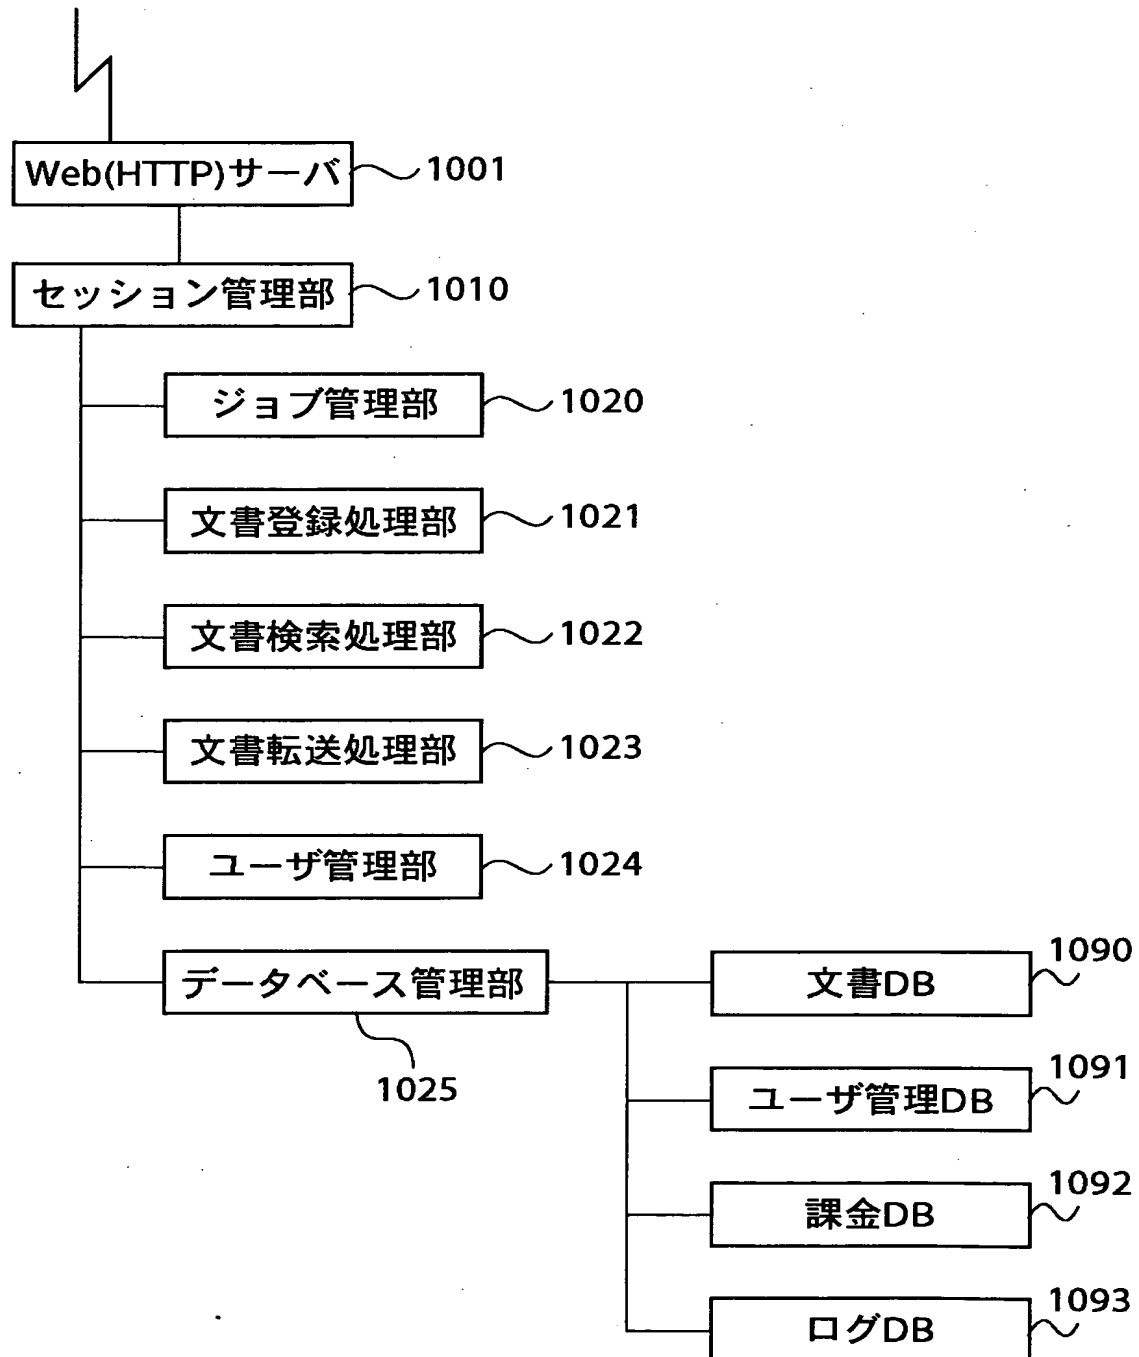 Web(HTTP)サーバ
1001
セッション管理部
1010
ジョブ管理部
1020
文書登録処理部
1021
文書検索処理部
1022
文書転送処理部
1023
ユーザ管理部
1024
データベース管理部
1025
文書DB
1090
ユーザ管理DB
1091
課金DB
1092
ログDB
1093